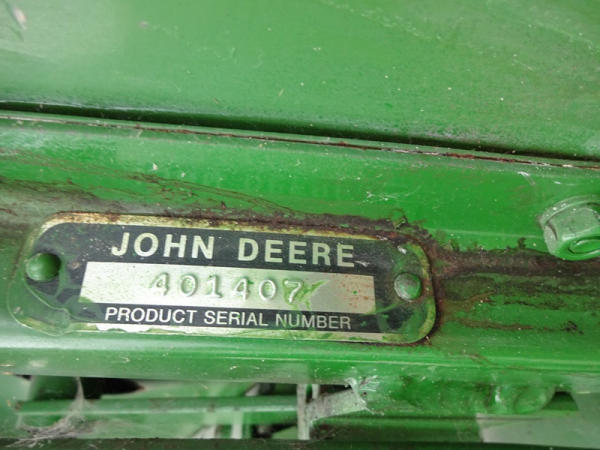 JOHN DEERE
401407
PRODUCT SERIAL NUMBER